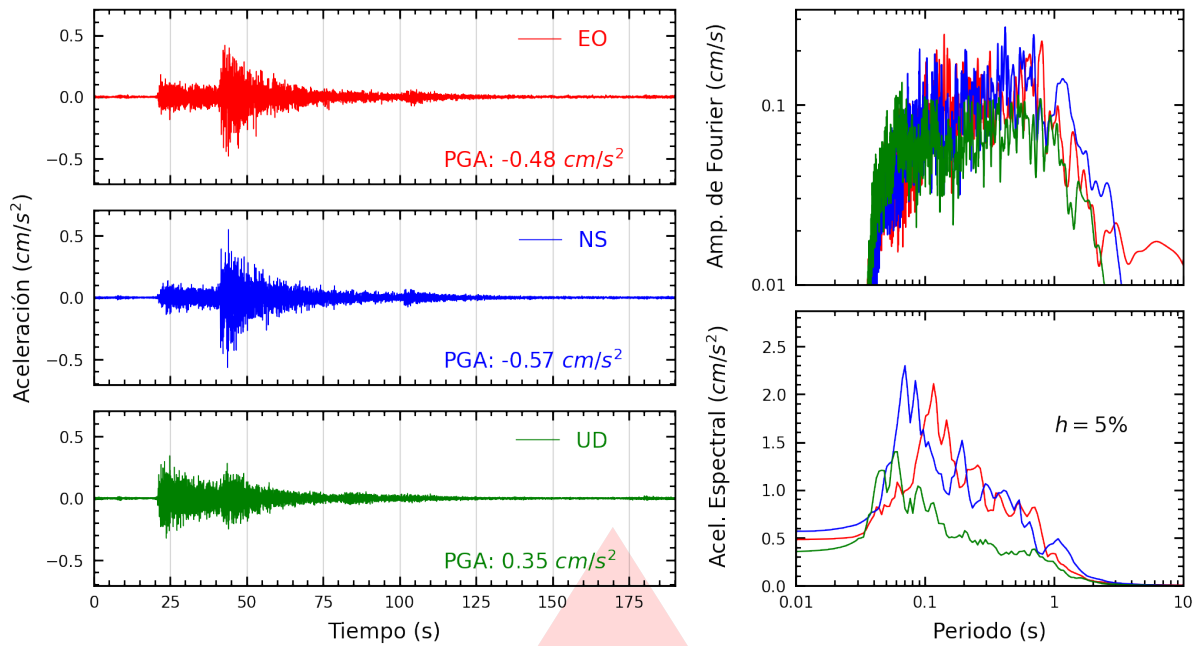 Aceleración (cm/s²)
0.5
0.0
−0.5
EO
PGA: -0.48 cm/s²
0.5
0.0
−0.5
NS
PGA: -0.57 cm/s²
0.5
0.0
−0.5
UD
PGA: 0.35 cm/s²
0 25 50 75 100 125 150 175
Tiempo (s)
Amp. de Fourier (cm/s)
0.1
0.01
Acel. Espectral (cm/s²)
2.5
2.0
1.5
1.0
0.5
0.0
h = 5%
0.01 0.1 1 10
Periodo (s)